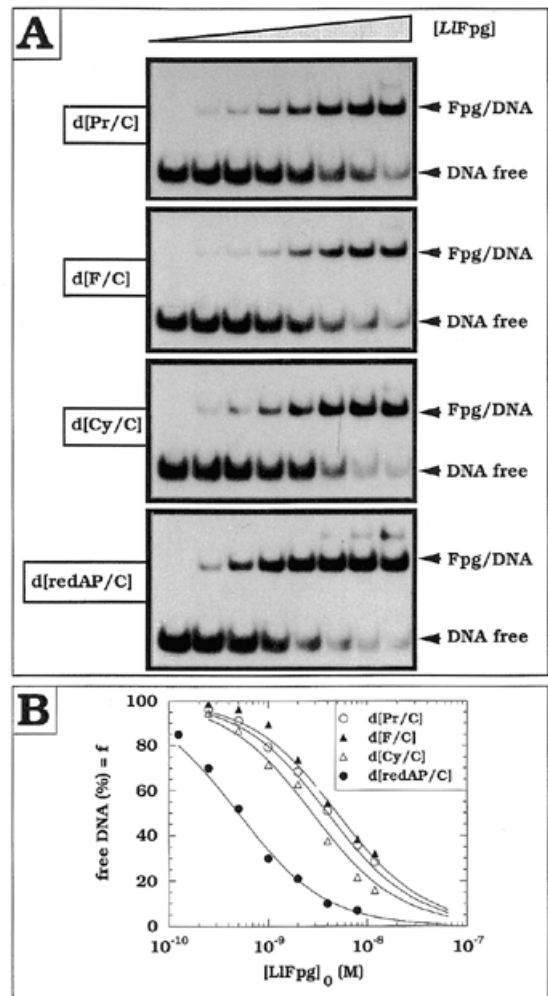 A
[LlFpg]
d[Pr/C]
Fpg/DNA
DNA free
d[F/C]
Fpg/DNA
DNA free
d[Cy/C]
Fpg/DNA
DNA free
d[redAP/C]
Fpg/DNA
DNA free
B
free DNA (%) = f
100
80
60
40
20
0
d[Pr/C]
d[F/C]
d[Cy/C]
d[redAP/C]
10-10 10-9 10-8 10-7
[LlFpg]0 (M)